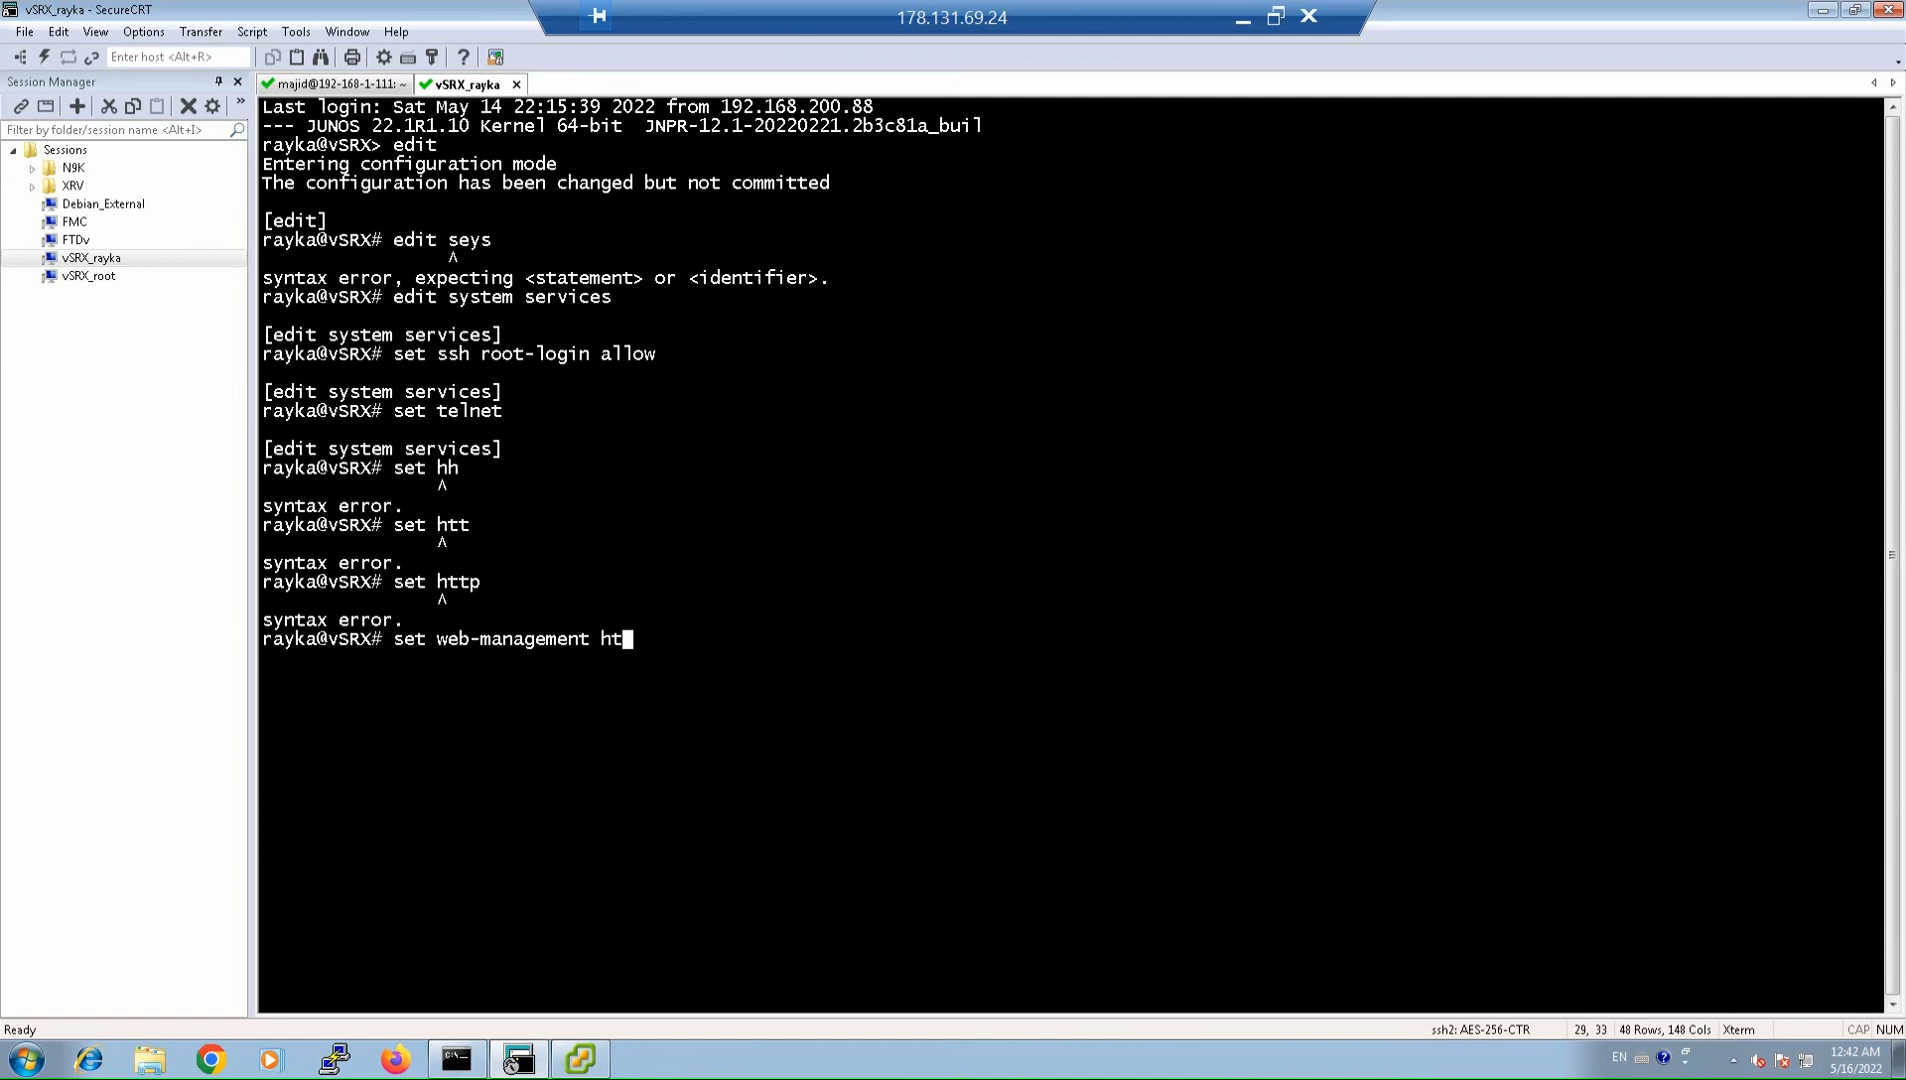 vSRX_rayka - SecureCRT
178.131.69.24
File Edit View Options Transfer Script Tools Window Help
Enter host <Alt+R>
Session Manager
majid@192-168-1-111: ~
vSRX_rayka
Filter by folder/session name <Alt+I>
Sessions
N9K
XRV
Debian_External
FMC
FTDv
vSRX_rayka
vSRX_root
Last login: Sat May 14 22:15:39 2022 from 192.168.200.88
--- JUNOS 22.1R1.10 Kernel 64-bit  JNPR-12.1-20220221.2b3c81a_buil
rayka@vSRX> edit
Entering configuration mode
The configuration has been changed but not committed
[edit]
rayka@vSRX# edit seys
^
syntax error, expecting <statement> or <identifier>.
rayka@vSRX# edit system services
[edit system services]
rayka@vSRX# set ssh root-login allow
[edit system services]
rayka@vSRX# set telnet
[edit system services]
rayka@vSRX# set hh
^
syntax error.
rayka@vSRX# set htt
^
syntax error.
rayka@vSRX# set http
^
syntax error.
rayka@vSRX# set web-management ht
Ready
ssh2: AES-256-CTR
29, 33
48 Rows, 148 Cols
Xterm
CAP NUM
EN
12:42 AM
5/16/2022